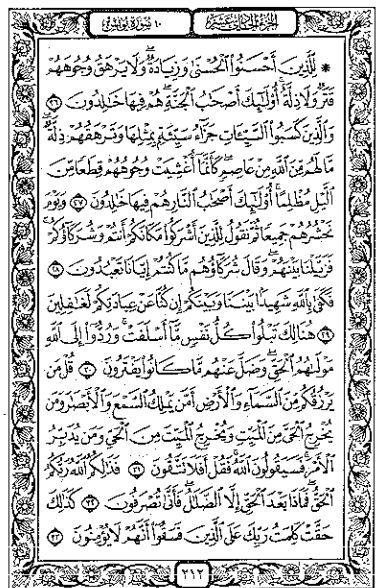 الجزء الحادي عشر ١٠ سورة يونس
۞ لِّلَّذِينَ أَحْسَنُوا۟ ٱلْحُسْنَىٰ وَزِيَادَةٌ ۖ وَلَا يَرْهَقُ وُجُوهَهُمْ
قَتَرٌ وَلَا ذِلَّةٌ ۚ أُو۟لَٰٓئِكَ أَصْحَٰبُ ٱلْجَنَّةِ ۖ هُمْ فِيهَا خَٰلِدُونَ ٢٦
وَٱلَّذِينَ كَسَبُوا۟ ٱلسَّيِّـَٔاتِ جَزَآءُ سَيِّئَةٍۭ بِمِثْلِهَا وَتَرْهَقُهُمْ ذِلَّةٌ ۖ
مَّا لَهُم مِّنَ ٱللَّهِ مِنْ عَاصِمٍ ۖ كَأَنَّمَآ أُغْشِيَتْ وُجُوهُهُمْ قِطَعًا مِّنَ
ٱلَّيْلِ مُظْلِمًا ۚ أُو۟لَٰٓئِكَ أَصْحَٰبُ ٱلنَّارِ ۖ هُمْ فِيهَا خَٰلِدُونَ ٢٧ وَيَوْمَ
نَحْشُرُهُمْ جَمِيعًا ثُمَّ نَقُولُ لِلَّذِينَ أَشْرَكُوا۟ مَكَانَكُمْ أَنتُمْ وَشُرَكَآؤُكُمْ ۚ
فَزَيَّلْنَا بَيْنَهُمْ ۖ وَقَالَ شُرَكَآؤُهُم مَّا كُنتُمْ إِيَّانَا تَعْبُدُونَ ٢٨
فَكَفَىٰ بِٱللَّهِ شَهِيدًۢا بَيْنَنَا وَبَيْنَكُمْ إِن كُنَّا عَنْ عِبَادَتِكُمْ لَغَٰفِلِينَ
٢٩ هُنَالِكَ تَبْلُوا۟ كُلُّ نَفْسٍ مَّآ أَسْلَفَتْ ۚ وَرُدُّوٓا۟ إِلَى ٱللَّهِ
مَوْلَىٰهُمُ ٱلْحَقِّ ۖ وَضَلَّ عَنْهُم مَّا كَانُوا۟ يَفْتَرُونَ ٣٠ قُلْ مَن
يَرْزُقُكُم مِّنَ ٱلسَّمَآءِ وَٱلْأَرْضِ أَمَّن يَمْلِكُ ٱلسَّمْعَ وَٱلْأَبْصَٰرَ وَمَن
يُخْرِجُ ٱلْحَىَّ مِنَ ٱلْمَيِّتِ وَيُخْرِجُ ٱلْمَيِّتَ مِنَ ٱلْحَىِّ وَمَن يُدَبِّرُ
ٱلْأَمْرَ ۚ فَسَيَقُولُونَ ٱللَّهُ ۚ فَقُلْ أَفَلَا تَتَّقُونَ ٣١ فَذَٰلِكُمُ ٱللَّهُ رَبُّكُمُ
ٱلْحَقُّ ۖ فَمَاذَا بَعْدَ ٱلْحَقِّ إِلَّا ٱلضَّلَٰلُ ۖ فَأَنَّىٰ تُصْرَفُونَ ٣٢ كَذَٰلِكَ
حَقَّتْ كَلِمَتُ رَبِّكَ عَلَى ٱلَّذِينَ فَسَقُوٓا۟ أَنَّهُمْ لَا يُؤْمِنُونَ ٣٣
٢١٢